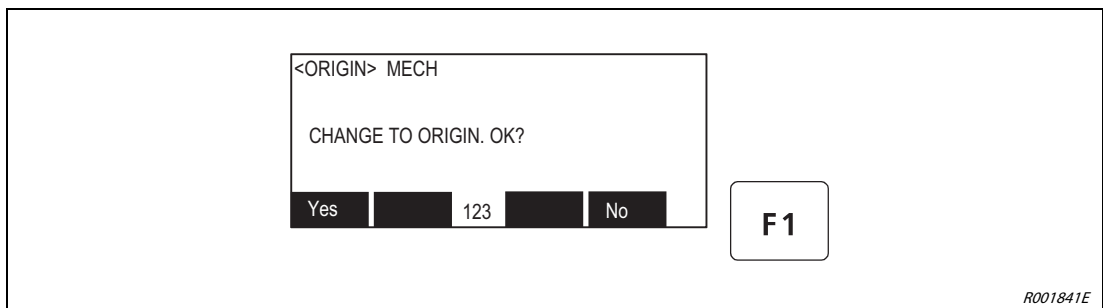 <ORIGIN> MECH
CHANGE TO ORIGIN. OK?
Yes 123 No
F1
R001841E